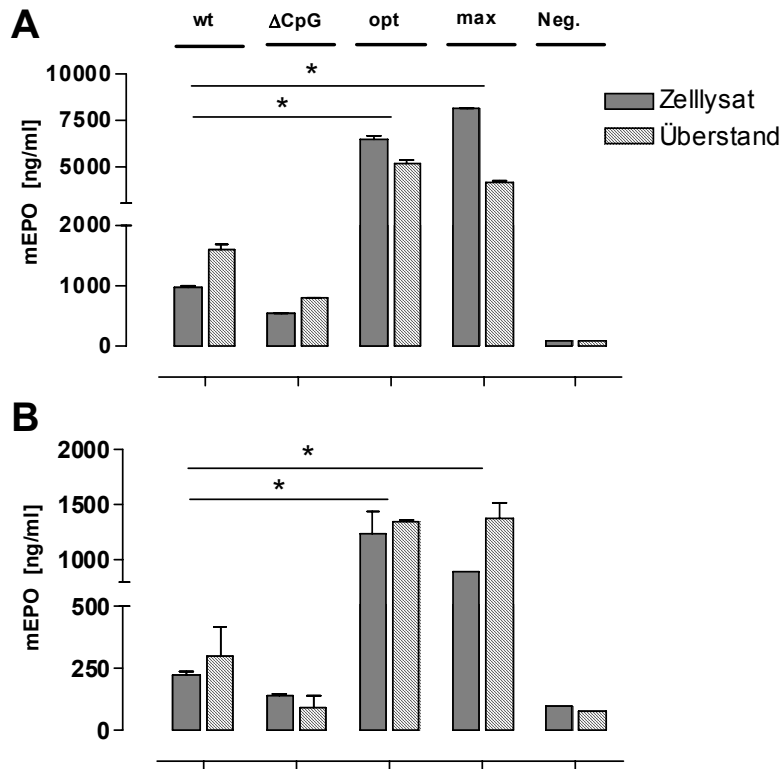 A
wt ΔCpG opt max Neg.
10000
7500
5000
2000
1000
0
mEPO [ng/ml]
*
*
Zelllysat
Überstand
B
2000
1500
1000
500
250
0
mEPO [ng/ml]
*
*